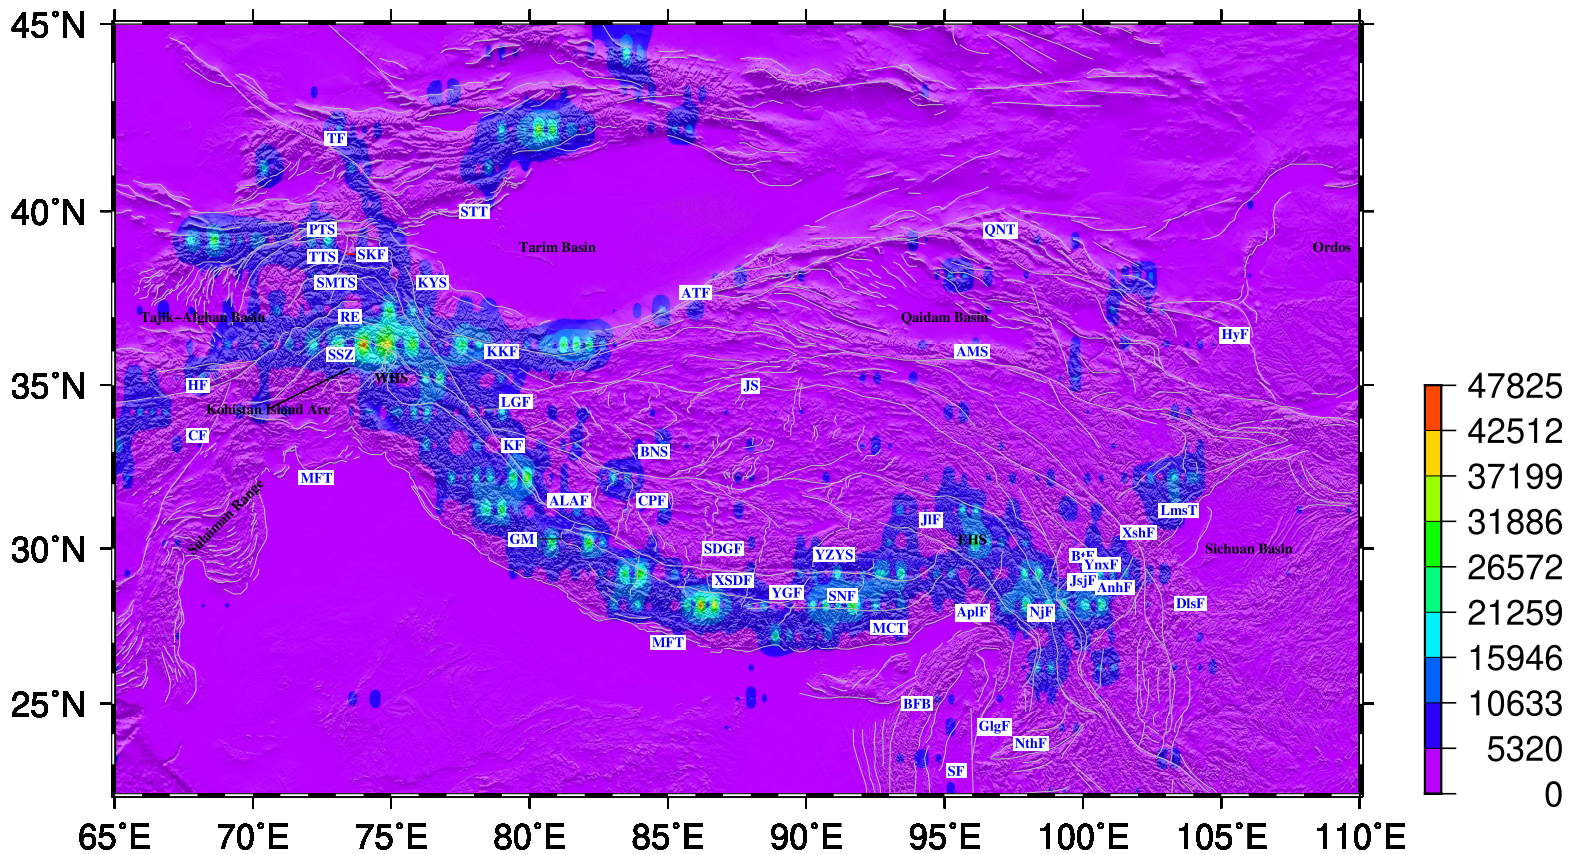 45°N
40°N
35°N
30°N
25°N
65°E
70°E
75°E
80°E
85°E
90°E
95°E
100°E
105°E
110°E
TF
STT
PTS
TTS
SKF
SMTS
KYS
Tarim Basin
QNT
Ordos
ATF
Tajik–Afghan Basin
RE
Qaidam Basin
HyF
SSZ
KKF
AMS
WHS
HF
JS
LGF
Kohistan Island Arc
CF
KF
BNS
MFT
Sulaiman Range
ALAF
CPF
JlF
LmsT
XshF
GM
SDGF
YZYS
EHS
BtF
Sichuan Basin
YnxF
XSDF
JsjF
AnhF
YGF
SNF
DlsF
AplF
NjF
MCT
MFT
BFB
GlgF
NthF
SF
47825
42512
37199
31886
26572
21259
15946
10633
5320
0